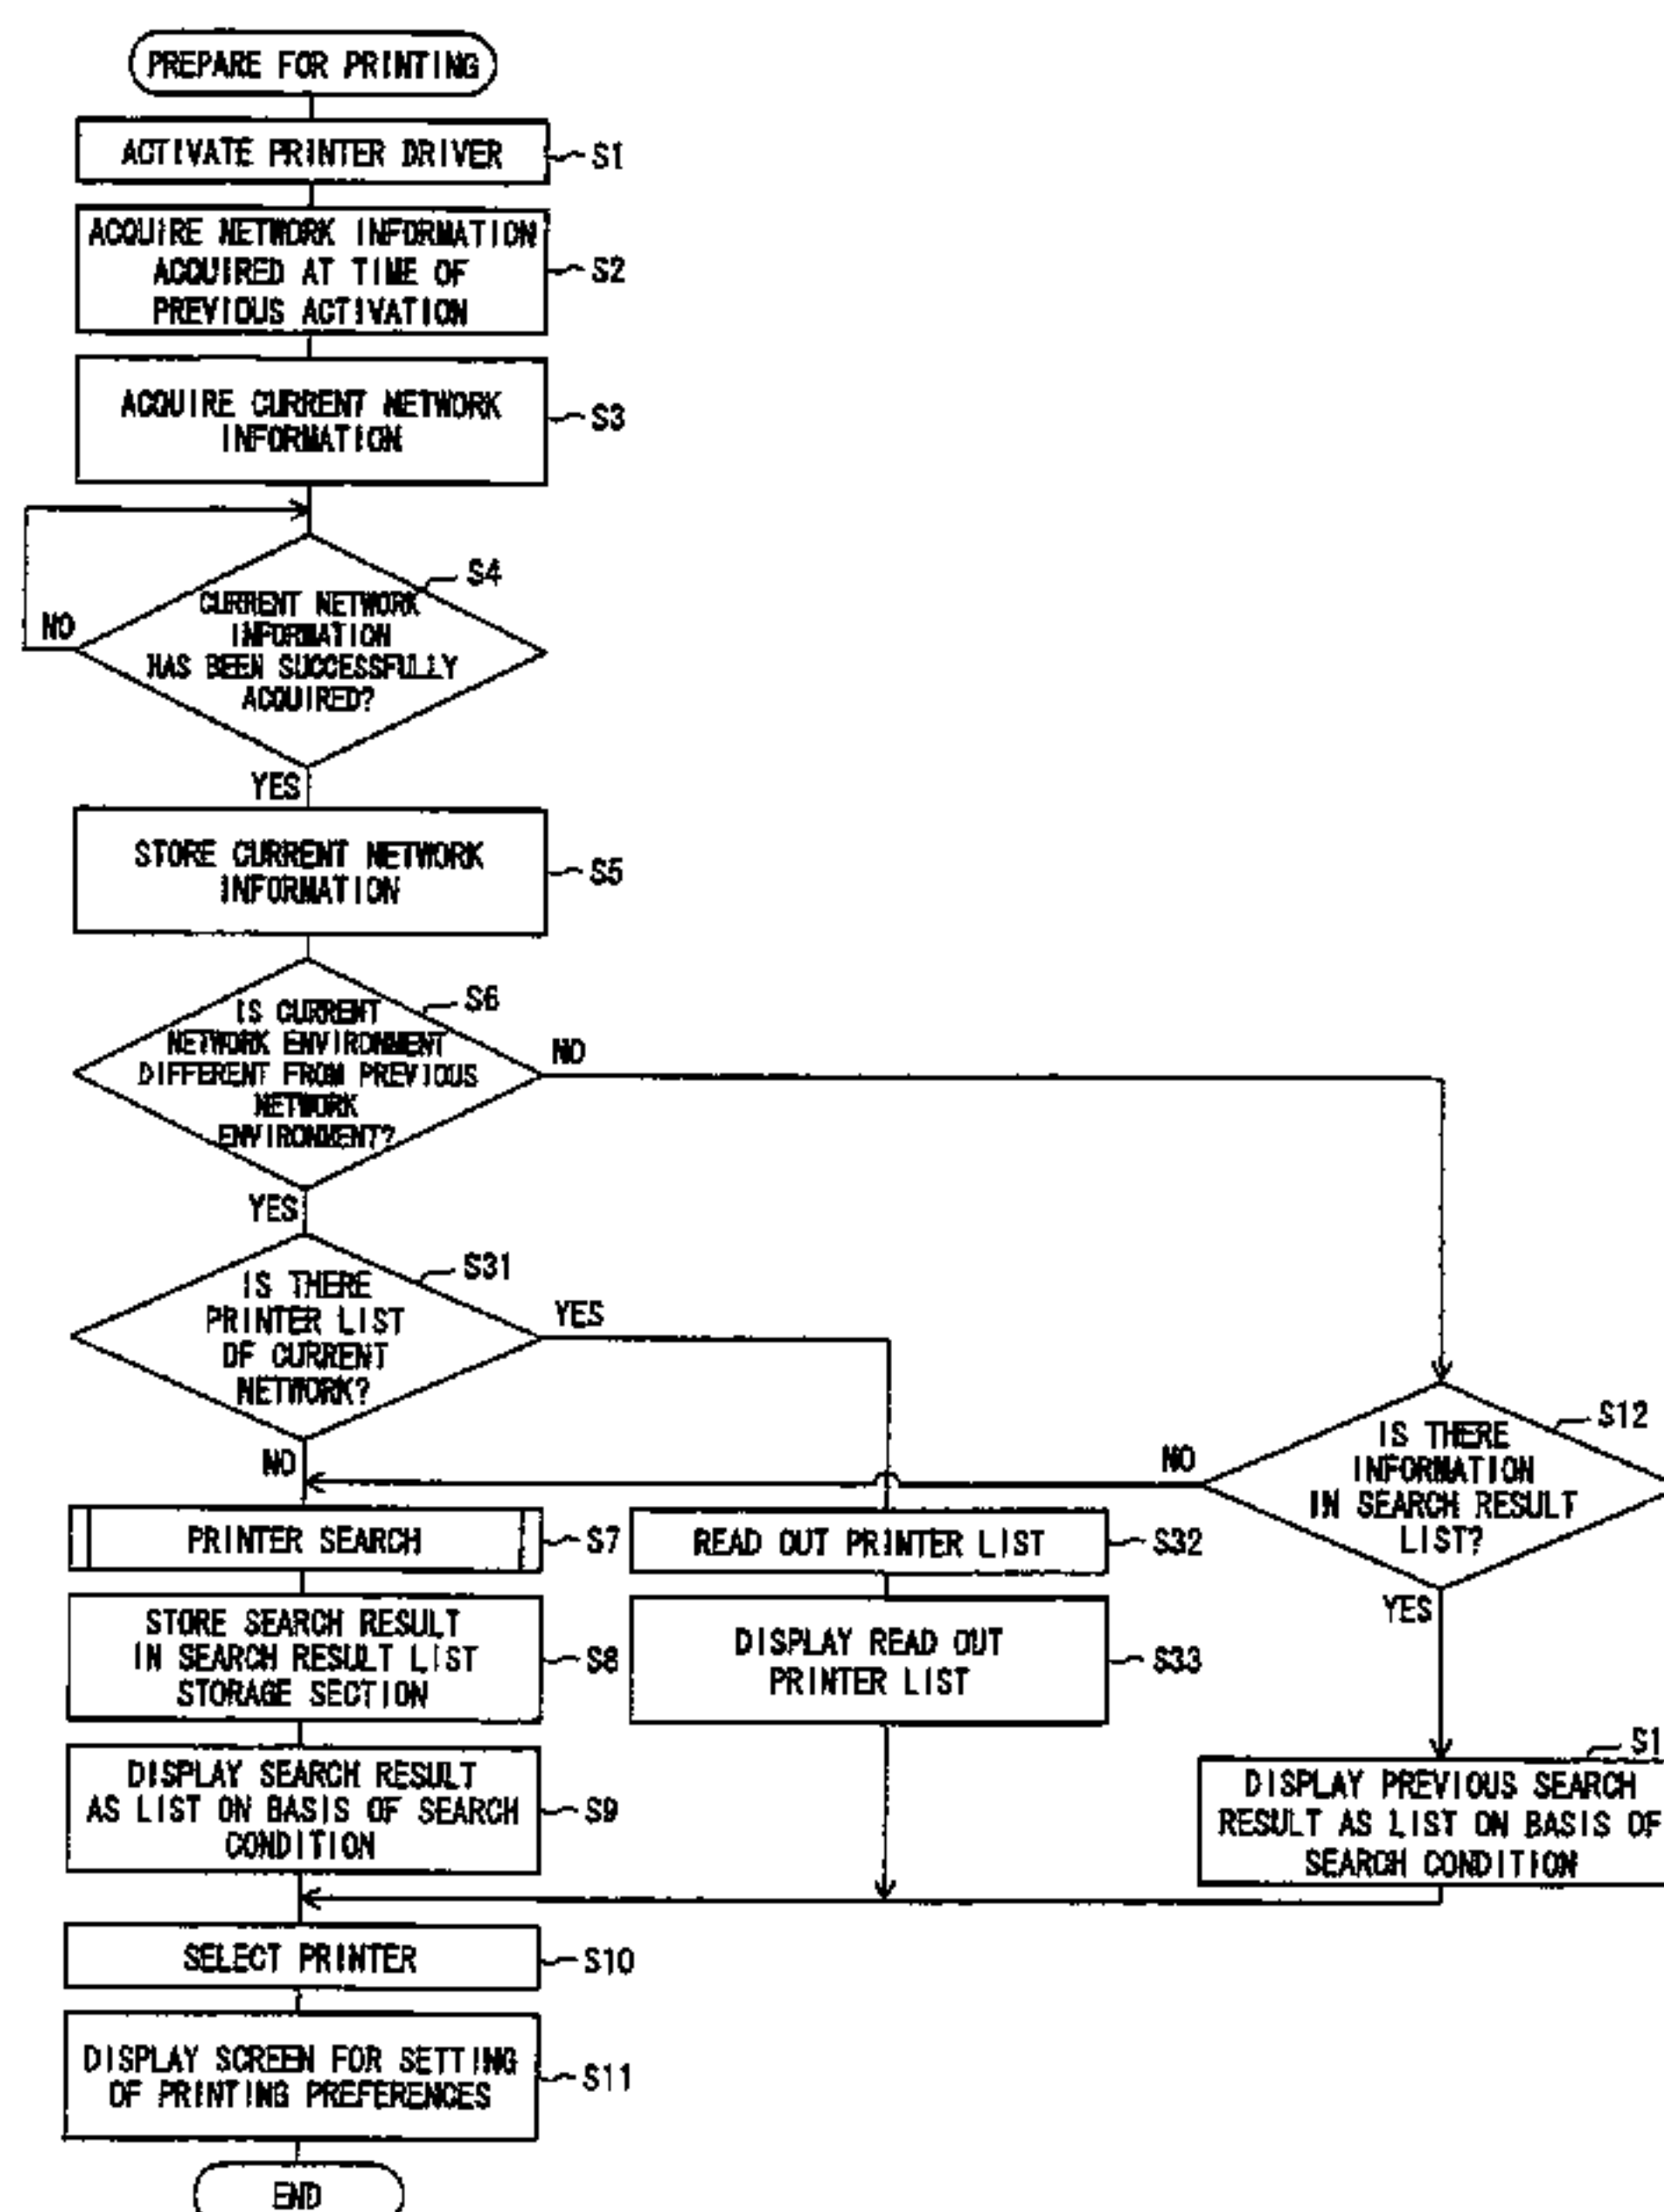 PREPARE FOR PRINTING
ACTIVATE PRINTER DRIVER
S1
ACQUIRE NETWORK INFORMATION
ACQUIRED AT TIME OF
PREVIOUS ACTIVATION
S2
ACQUIRE CURRENT NETWORK
INFORMATION
S3
S4
CURRENT NETWORK
INFORMATION
HAS BEEN SUCCESSFULLY
ACQUIRED?
NO
YES
STORE CURRENT NETWORK
INFORMATION
S5
S6
IS CURRENT
NETWORK ENVIRONMENT
DIFFERENT FROM PREVIOUS
NETWORK
ENVIRONMENT?
NO
YES
S31
IS THERE
PRINTER LIST
OF CURRENT
NETWORK?
YES
NO
S12
IS THERE
INFORMATION
IN SEARCH RESULT
LIST?
NO
YES
PRINTER SEARCH
S7
READ OUT PRINTER LIST
S32
STORE SEARCH RESULT
IN SEARCH RESULT LIST
STORAGE SECTION
S8
DISPLAY READ OUT
PRINTER LIST
S33
DISPLAY SEARCH RESULT
AS LIST ON BASIS OF SEARCH
CONDITION
S9
S1
DISPLAY PREVIOUS SEARCH
RESULT AS LIST ON BASIS OF
SEARCH CONDITION
SELECT PRINTER
S10
DISPLAY SCREEN FOR SETTING
OF PRINTING PREFERENCES
S11
END